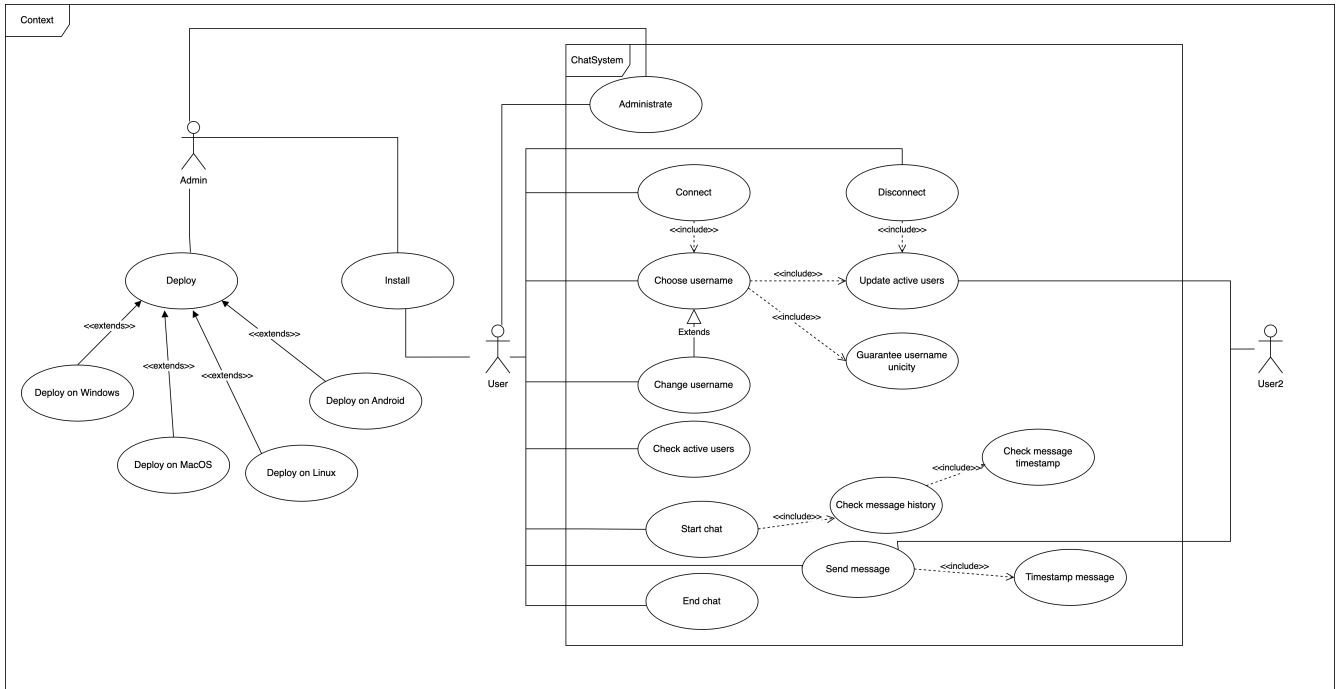 Context
ChatSystem
Administrate
Admin
Connect
Disconnect
<<include>>
<<include>>
Deploy
Install
Choose username
<<include>>
Update active users
<<extends>>
<<extends>>
<<extends>>
<<extends>>
Extends
<<include>>
Guarantee username
unicity
User
User2
Deploy on Windows
Deploy on Android
Change username
Deploy on MacOS
Deploy on Linux
Check active users
Check message
timestamp
<<include>>
Check message history
<<include>>
Start chat
Send message
<<include>>
Timestamp message
End chat